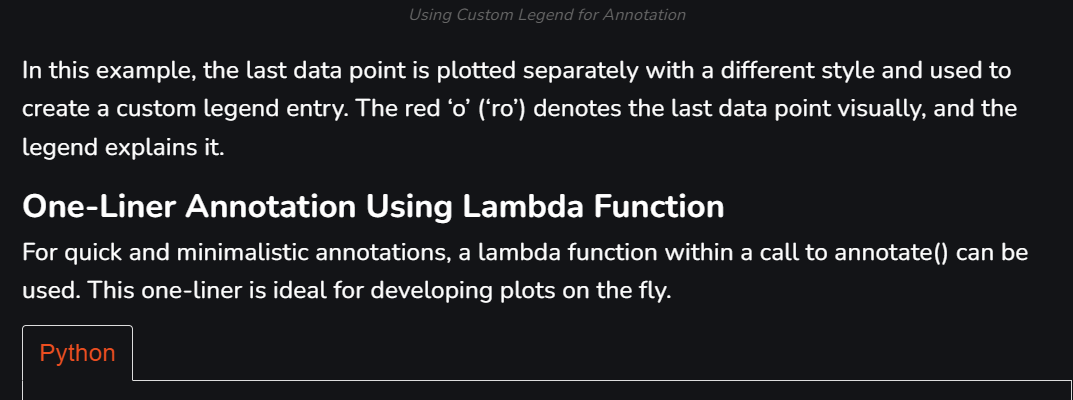 Using Custom Legend for Annotation
In this example, the last data point is plotted separately with a different style and used to
create a custom legend entry. The red ‘o’ (‘ro’) denotes the last data point visually, and the
legend explains it.
One-Liner Annotation Using Lambda Function
For quick and minimalistic annotations, a lambda function within a call to annotate() can be
used. This one-liner is ideal for developing plots on the fly.
Python